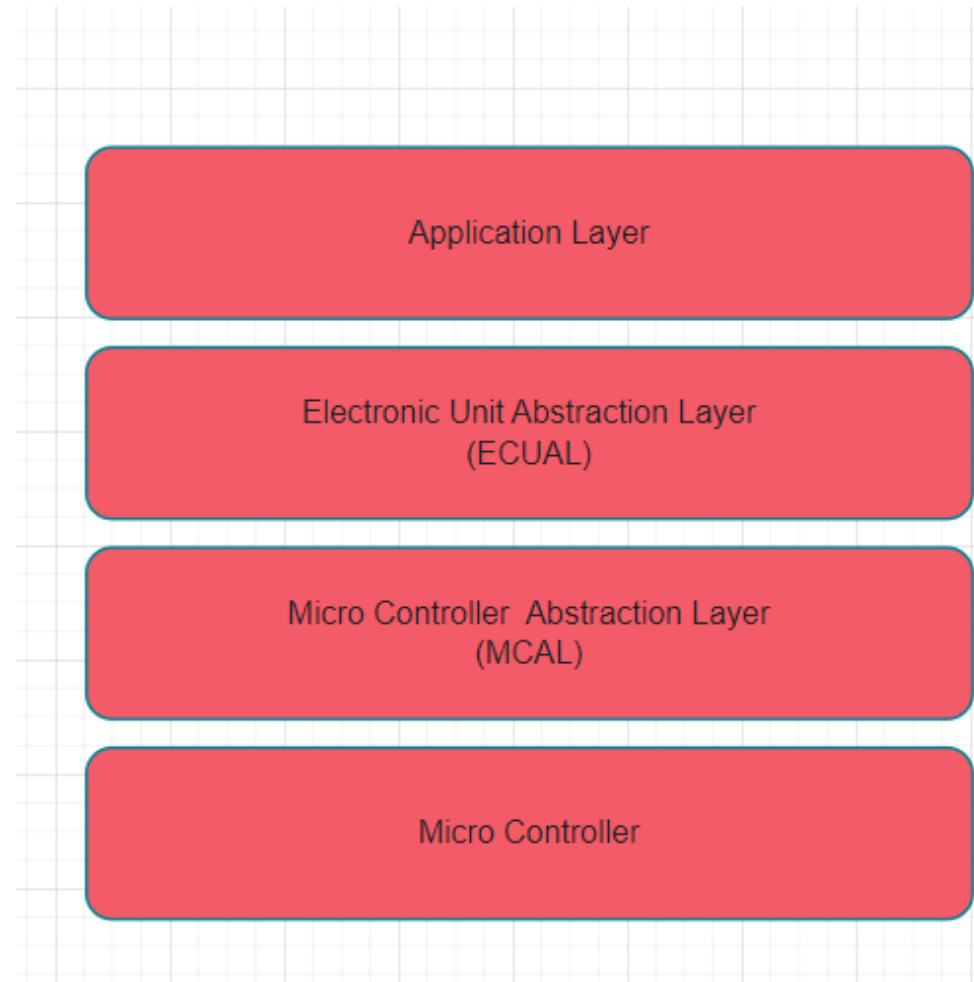 Application Layer
Electronic Unit Abstraction Layer
(ECUAL)
Micro Controller  Abstraction Layer
(MCAL)
Micro Controller